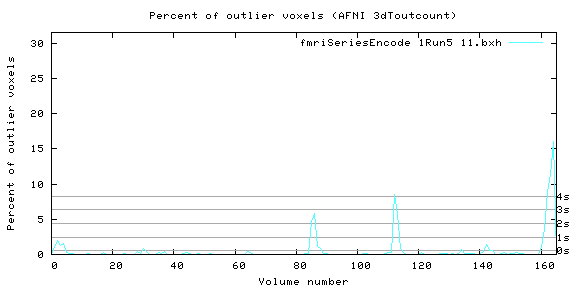 Percent of outlier voxels (AFNI 3dToutcount)
fmriSeriesEncode 1Run5 11.bxh
Percent of outlier voxels
30
25
20
15
10
5
0
4s
3s
2s
1s
0s
0 20 40 60 80 100 120 140 160
Volume number